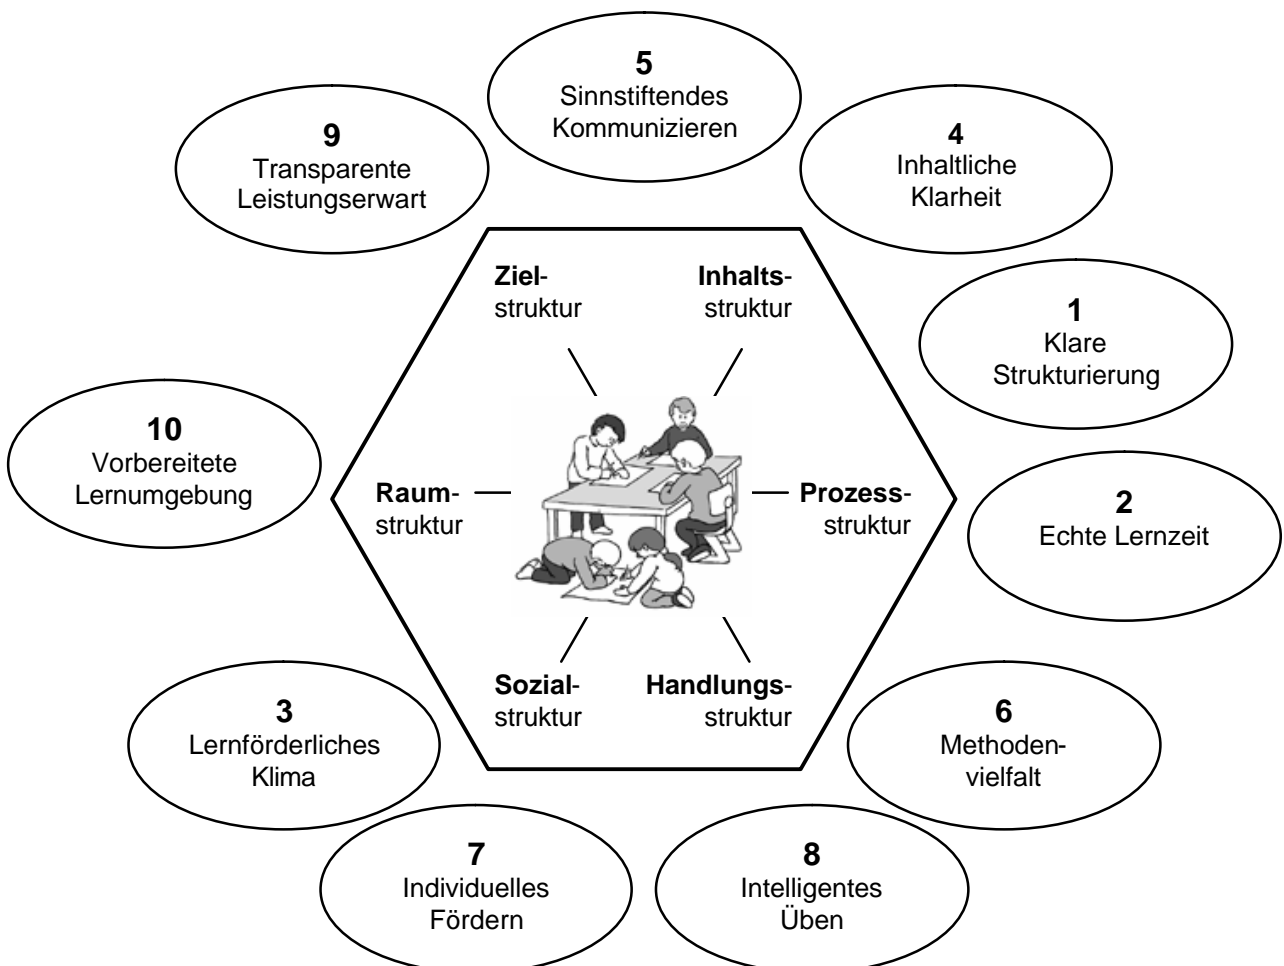 5
Sinnstiftendes
Kommunizieren
9
Transparente
Leistungserwart
4
Inhaltliche
Klarheit
Ziel-
struktur
Inhalts-
struktur
1
Klare
Strukturierung
10
Vorbereitete
Lernumgebung
Raum-
struktur
Prozess-
struktur
2
Echte Lernzeit
Sozial-
struktur
Handlungs-
struktur
3
Lernförderliches
Klima
6
Methoden-
vielfalt
7
Individuelles
Fördern
8
Intelligentes
Üben